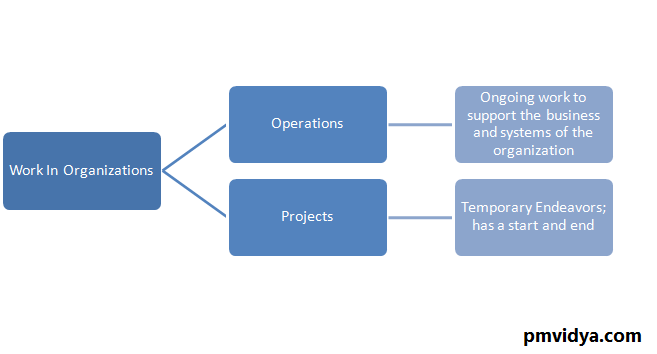 Work In Organizations
Operations
Ongoing work to
support the business
and systems of the
organization
Projects
Temporary Endeavors;
has a start and end
pmvidya.com